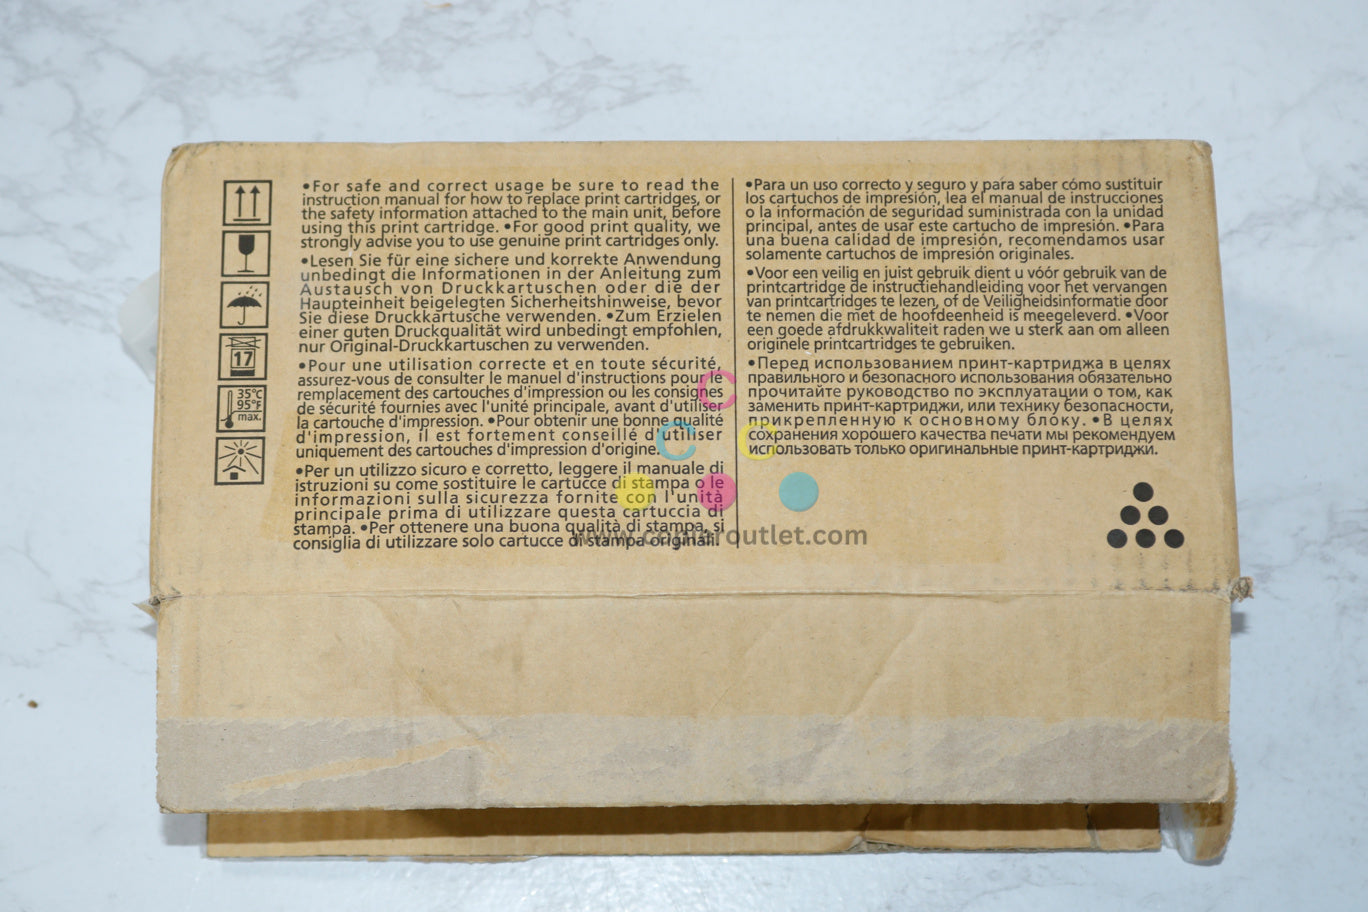 17
35°C
95°F
max.
•For safe and correct usage be sure to read the
instruction manual for how to replace print cartridges, or
the safety information attached to the main unit, before
using this print cartridge. •For good print quality, we
strongly advise you to use genuine print cartridges only.
•Lesen Sie für eine sichere und korrekte Anwendung
unbedingt die Informationen in der Anleitung zum
Austausch von Druckkartuschen oder die der
Haupteinheit beigelegten Sicherheitshinweise, bevor
Sie diese Druckkartusche verwenden. •Zum Erzielen
einer guten Druckqualität wird unbedingt empfohlen,
nur Original-Druckkartuschen zu verwenden.
•Pour une utilisation correcte et en toute sécurité,
assurez-vous de consulter le manuel d'instructions pour le
remplacement des cartouches d'impression ou les consignes
de sécurité fournies avec l'unité principale, avant d'utiliser
la cartouche d'impression. •Pour obtenir une bonne qualité
d'impression, il est fortement conseillé d'utiliser
uniquement des cartouches d'impression d'origine.
•Per un utilizzo sicuro e corretto, leggere il manuale di
istruzioni su come sostituire le cartucce di stampa o le
informazioni sulla sicurezza fornite con l'unità
principale prima di utilizzare questa cartuccia di
stampa. •Per ottenere una buona qualità di stampa, si
consiglia di utilizzare solo cartucce di stampa originali.
•Para un uso correcto y seguro y para saber cómo sustituir
los cartuchos de impresión, lea el manual de instrucciones
o la información de seguridad suministrada con la unidad
principal, antes de usar este cartucho de impresión. •Para
una buena calidad de impresión, recomendamos usar
solamente cartuchos de impresión originales.
•Voor een veilig en juist gebruik dient u vóór gebruik van de
printcartridge de instructiehandleiding voor het vervangen
van printcartridges te lezen, of de Veiligheidsinformatie door
te nemen die met de hoofdeenheid is meegeleverd. •Voor
een goede afdrukkwaliteit raden we u sterk aan om alleen
originele printcartridges te gebruiken.
•Перед использованием принт-картриджа в целях
правильного и безопасного использования обязательно
прочитайте руководство по эксплуатации о том, как
заменить принт-картриджи, или технику безопасности,
прикрепленную к основному блоку. •В целях
сохранения хорошего качества печати мы рекомендуем
использовать только оригинальные принт-картриджи.
C
C C
www.copieroutlet.com